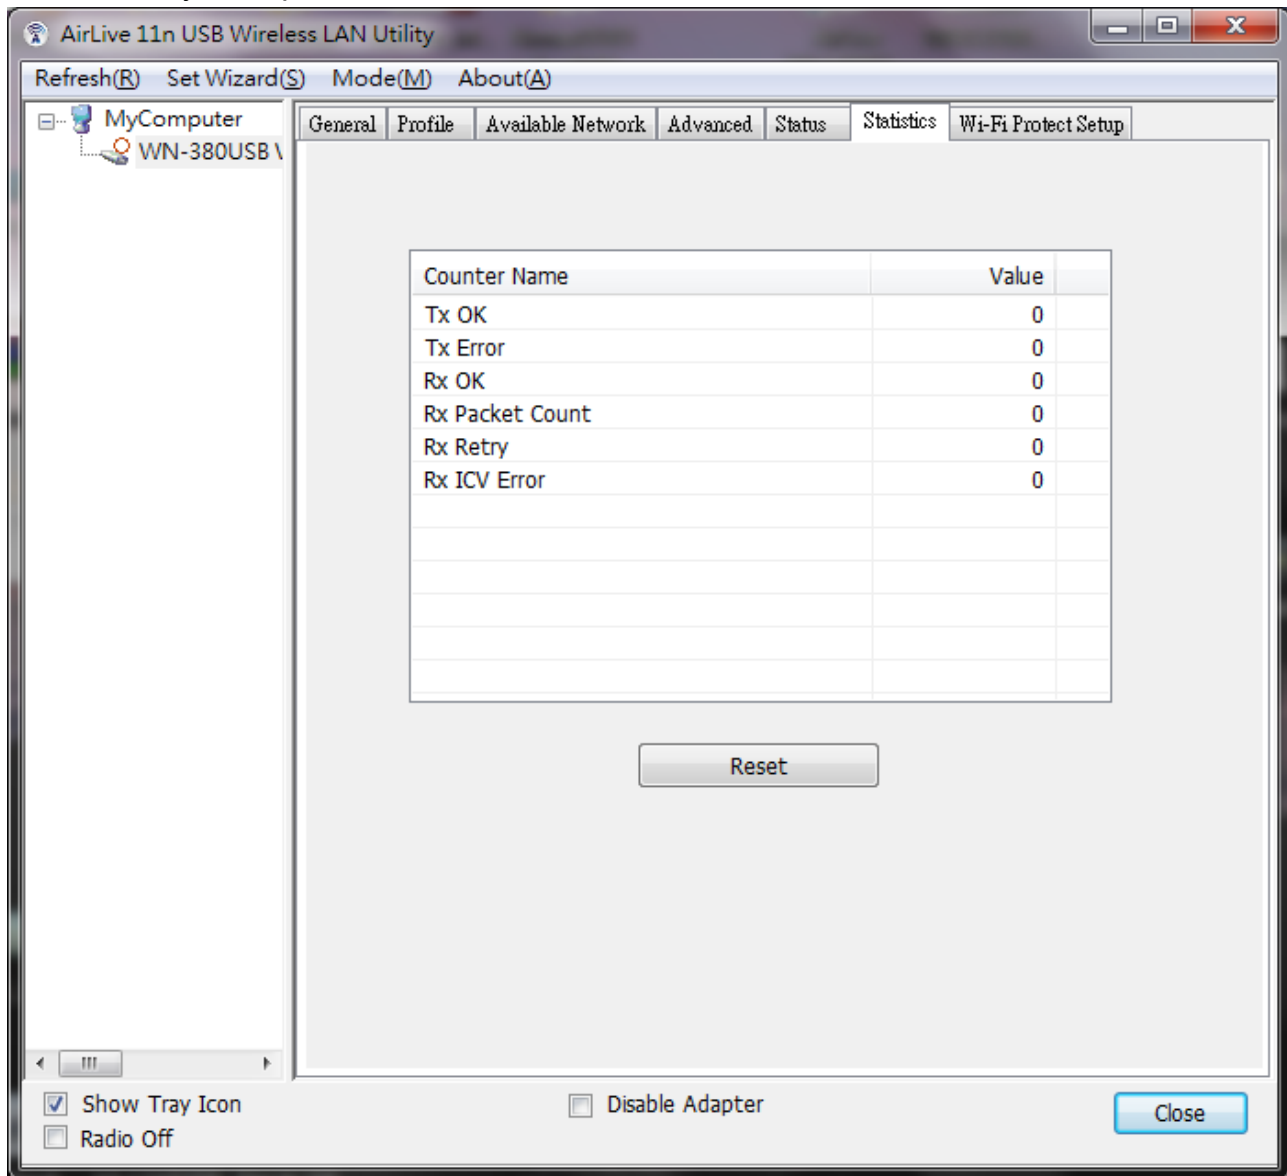 AirLive 11n USB Wireless LAN Utility
Refresh(R) Set Wizard(S) Mode(M) About(A)
MyComputer
WN-380USB
General Profile Available Network Advanced Status Statistics Wi-Fi Protect Setup
Counter Name Value
Tx OK 0
Tx Error 0
Rx OK 0
Rx Packet Count 0
Rx Retry 0
Rx ICV Error 0
Reset
Show Tray Icon Disable Adapter Close
Radio Off